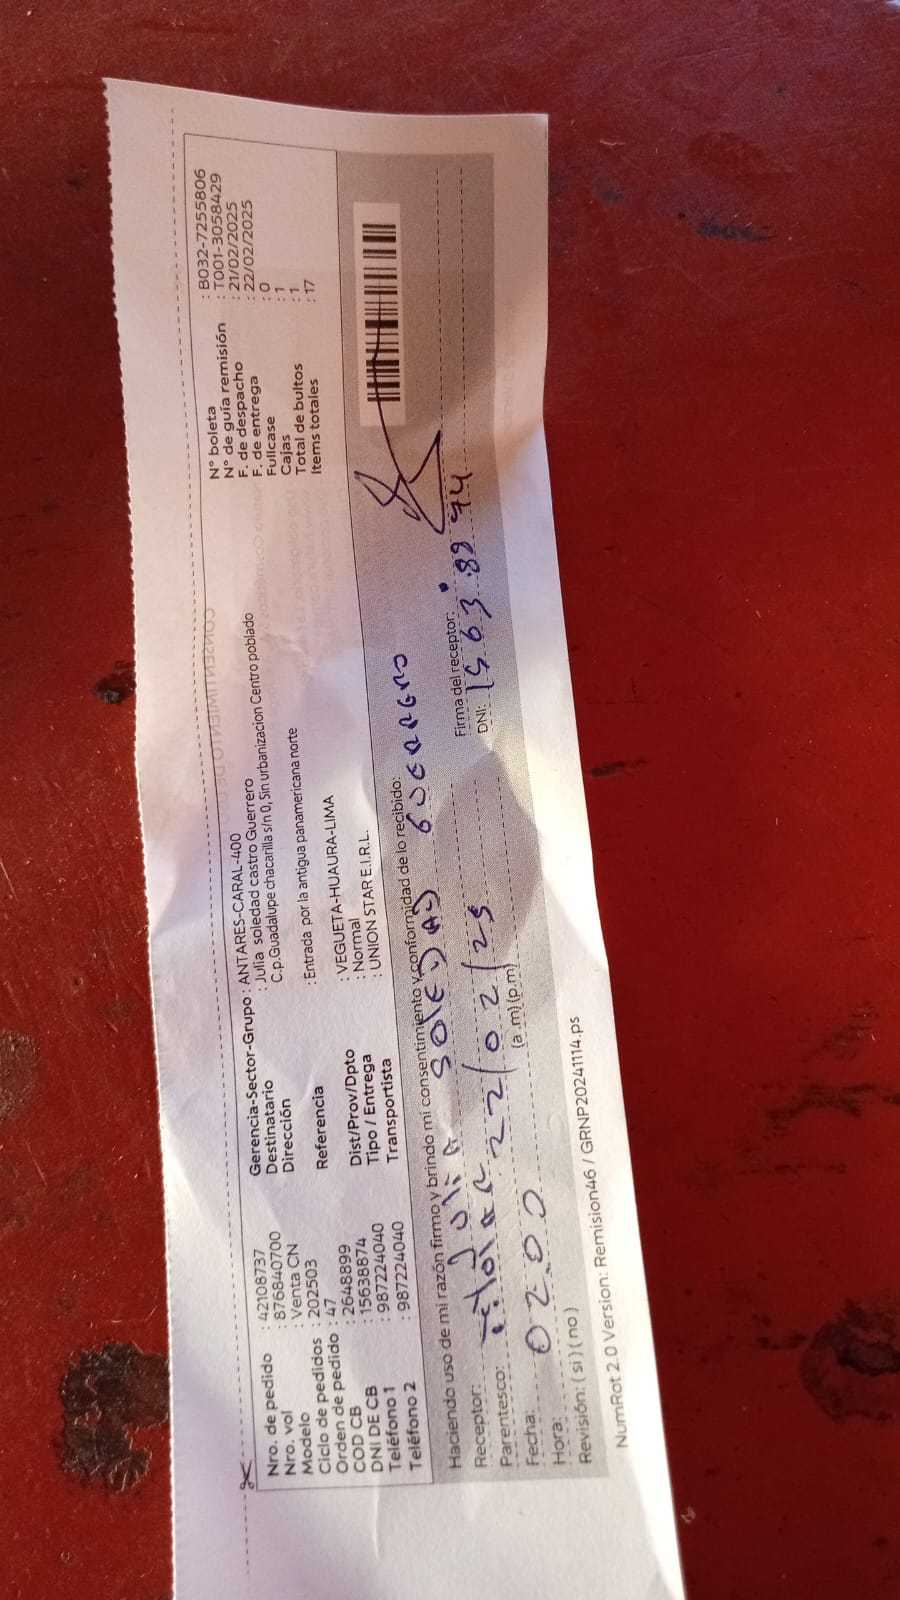 Nro. de pedido : 42108737
Nro. vol : 876840700
Modelo : Venta CN
Ciclo de pedidos : 202503
Orden de pedido : 47
COD CB : 2648899
DNI DE CB : 15638874
Teléfono 1 : 987224040
Teléfono 2 : 987224040
Gerencia-Sector-Grupo : ANTARES-CARAL-400
Destinatario : Julia soledad castro Guerrero
Dirección C.p.Guadalupe chacarilla s/n 0, Sin urbanizacion Centro poblado
Referencia : Entrada por la antigua panamericana norte
Dist/Prov/Dpto : VEGUETA-HUAURA-LIMA
Tipo / Entrega : Normal
Transportista : UNION STAR E.I.R.L.
N° boleta : B032-7255806
N° de guía remisión : T001-3058429
F. de despacho : 21/02/2025
F. de entrega : 22/02/2025
Fullcase : 0
Cajas : 1
Total de bultos : 1
Items totales : 17
Haciendo uso de mi razón firmo y brindo mi consentimiento y conformidad de lo recibido:
Receptor: Julia SOLEDAD
Parentesco: titular
Fecha: 22/02/25
Hora: 02.00 (a.m) (p.m)
Revisión: ( si ) ( no )
Firma del receptor:
DNI: 15638874
NumRot 2.0 Version: Remision46 / GRNP20241114.ps